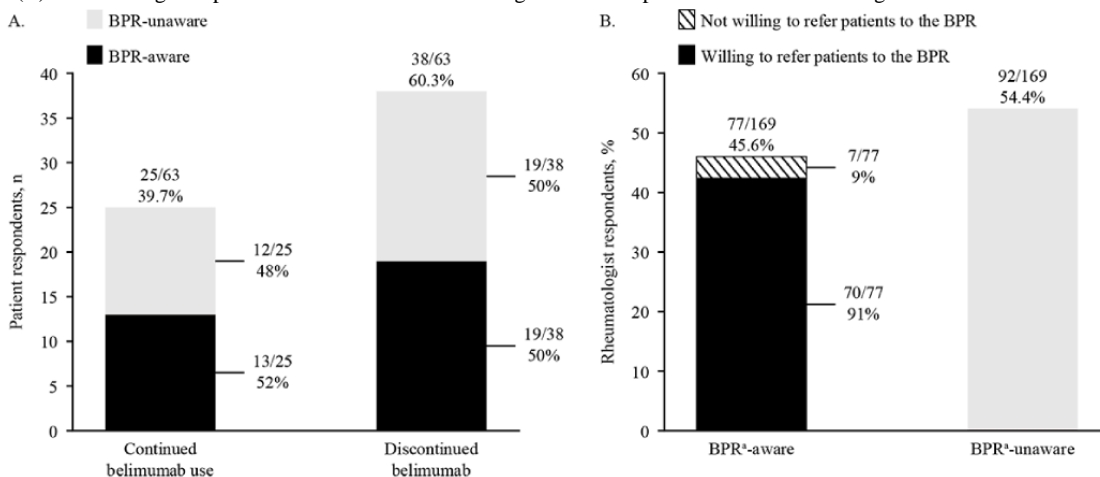 A.
BPR-unaware
BPR-aware
Patient respondents, n
40
35
30
25
20
15
10
5
0
25/63
39.7%
12/25
48%
13/25
52%
38/63
60.3%
19/38
50%
19/38
50%
Continued
belimumab use
Discontinued
belimumab
B.
Not willing to refer patients to the BPR
Willing to refer patients to the BPR
Rheumatologist respondents, %
60
50
40
30
20
10
0
77/169
45.6%
7/77
9%
70/77
91%
92/169
54.4%
BPRᵃ-aware
BPRᵃ-unaware